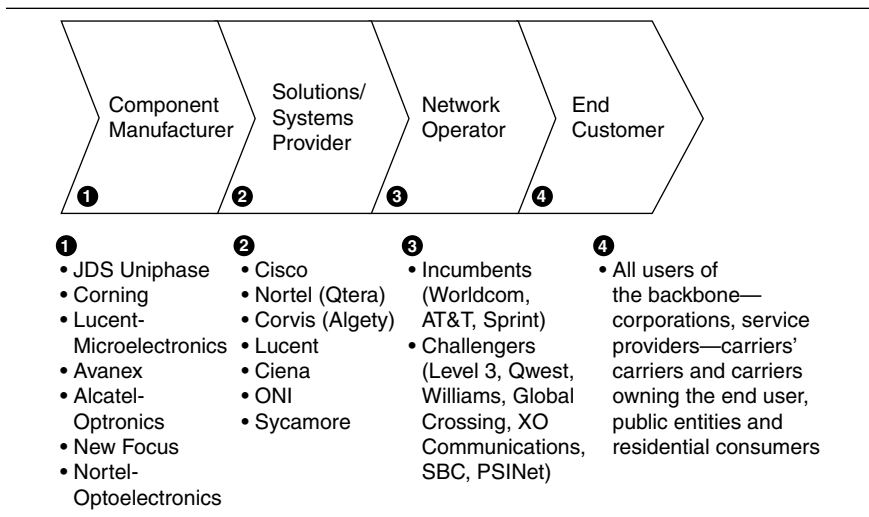 Component
Manufacturer
Solutions/
Systems
Provider
Network
Operator
End
Customer
1
2
3
4
1
• JDS Uniphase
• Corning
• Lucent-
Microelectronics
• Avanex
• Alcatel-
Optronics
• New Focus
• Nortel-
Optoelectronics
2
• Cisco
• Nortel (Qtera)
• Corvis (Algety)
• Lucent
• Ciena
• ONI
• Sycamore
3
• Incumbents
(Worldcom,
AT&T, Sprint)
• Challengers
(Level 3, Qwest,
Williams, Global
Crossing, XO
Communications,
SBC, PSINet)
4
• All users of
the backbone—
corporations, service
providers—carriers’
carriers and carriers
owning the end user,
public entities and
residential consumers